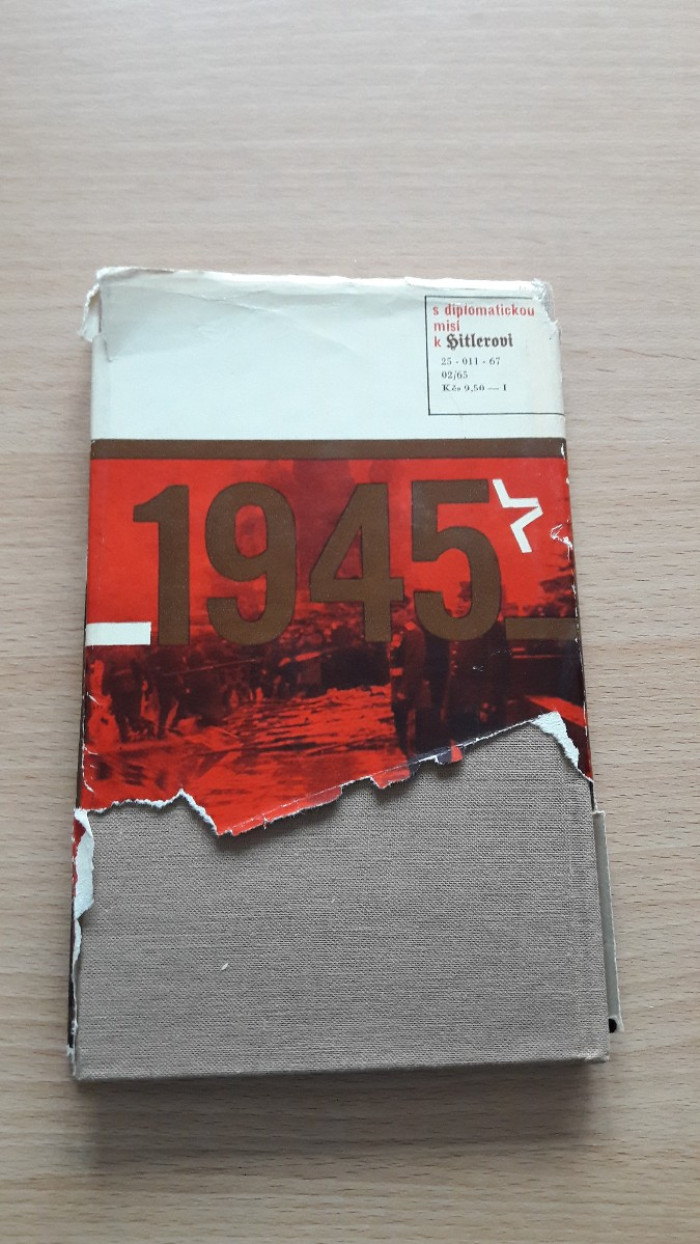 s diplomatickou
misí
k Hitlerovi
25 - 011 - 67
02/65
Kčs 9,50 — I
1945